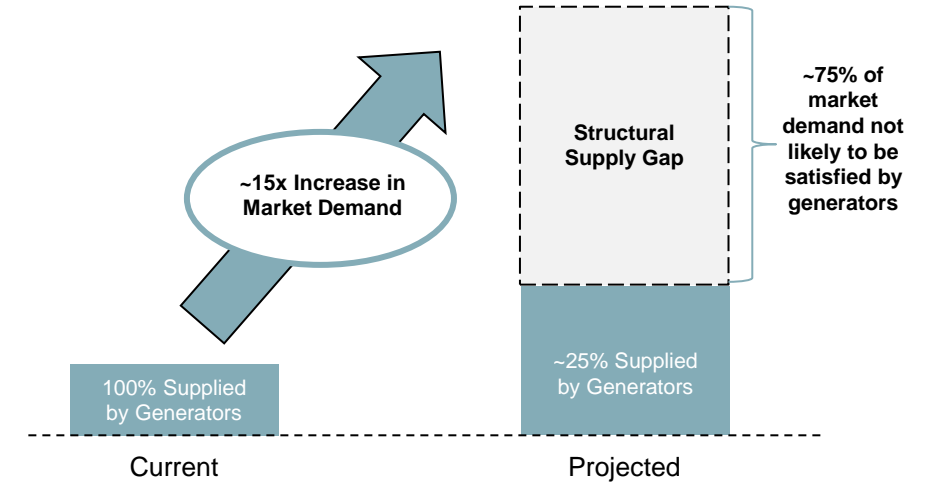 ~15x Increase in
Market Demand
100% Supplied
by Generators
Current
Structural
Supply Gap
~25% Supplied
by Generators
Projected
~75% of
market
demand not
likely to be
satisfied by
generators